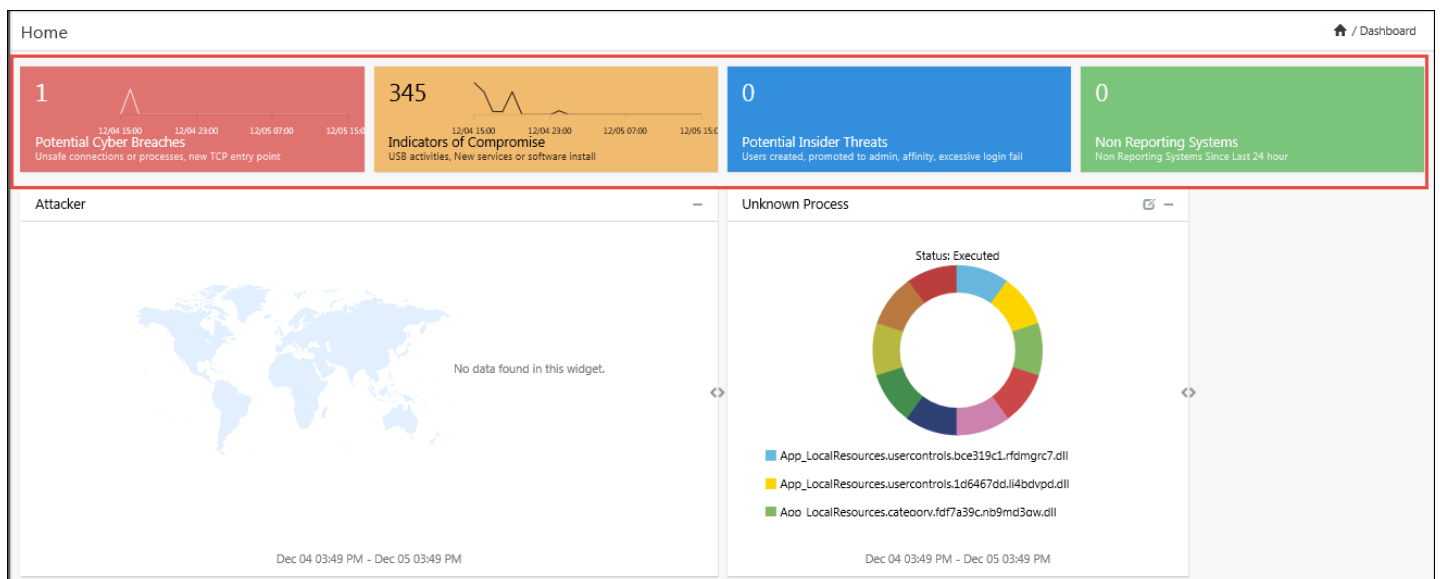 Home
/ Dashboard
1
12/04 15:00 12/04 23:00 12/05 07:00 12/05 15:0
Potential Cyber Breaches
Unsafe connections or processes, new TCP entry point
345
12/04 15:00 12/04 23:00 12/05 07:00 12/05 15:0
Indicators of Compromise
USB activities, New services or software install
0
Potential Insider Threats
Users created, promoted to admin, affinity, excessive login fail
0
Non Reporting Systems
Non Reporting Systems Since Last 24 hour
Attacker
No data found in this widget.
Dec 04 03:49 PM - Dec 05 03:49 PM
Unknown Process
Status: Executed
App_LocalResources.usercontrols.bce319c1.rfdmgrc7.dll
App_LocalResources.usercontrols.1d6467dd.li4bdvpd.dll
App_LocalResources.category.fdf7a39c.nb9md3qw.dll
Dec 04 03:49 PM - Dec 05 03:49 PM